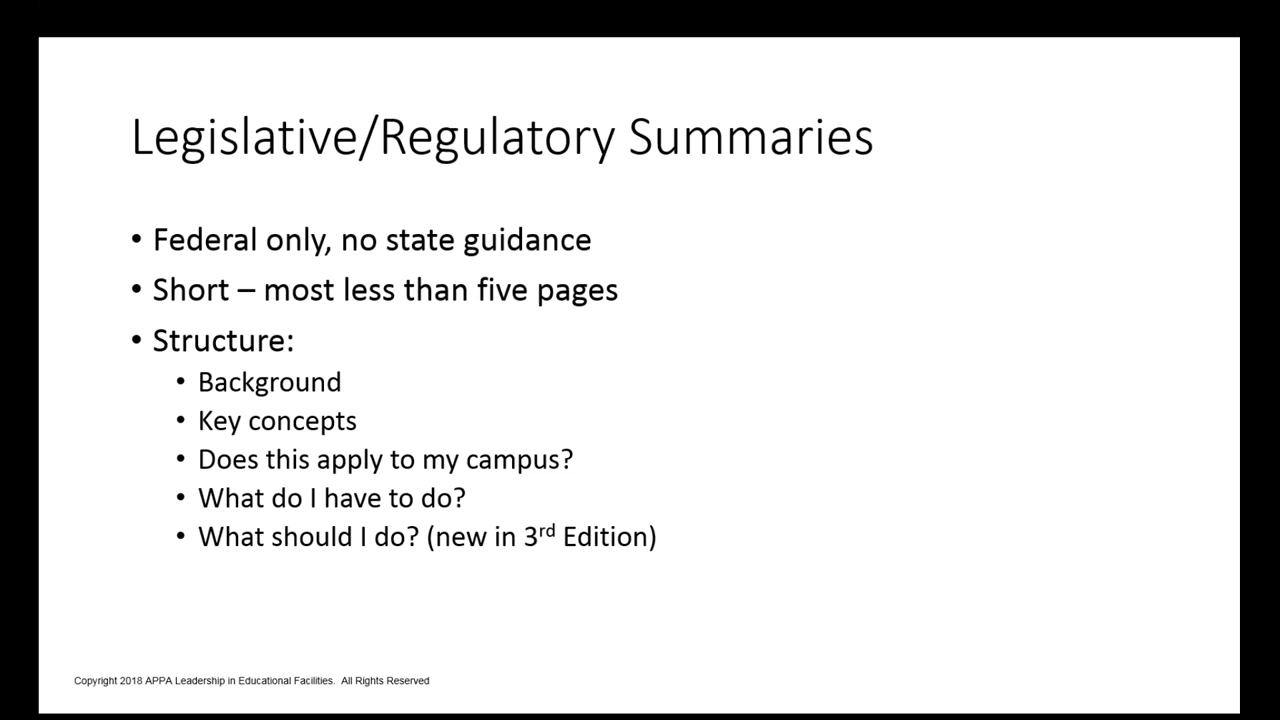 Legislative/Regulatory Summaries
• Federal only, no state guidance
• Short – most less than five pages
• Structure:
• Background
• Key concepts
• Does this apply to my campus?
• What do I have to do?
• What should I do? (new in 3rd Edition)
Copyright 2018 APPA Leadership in Educational Facilities. All Rights Reserved